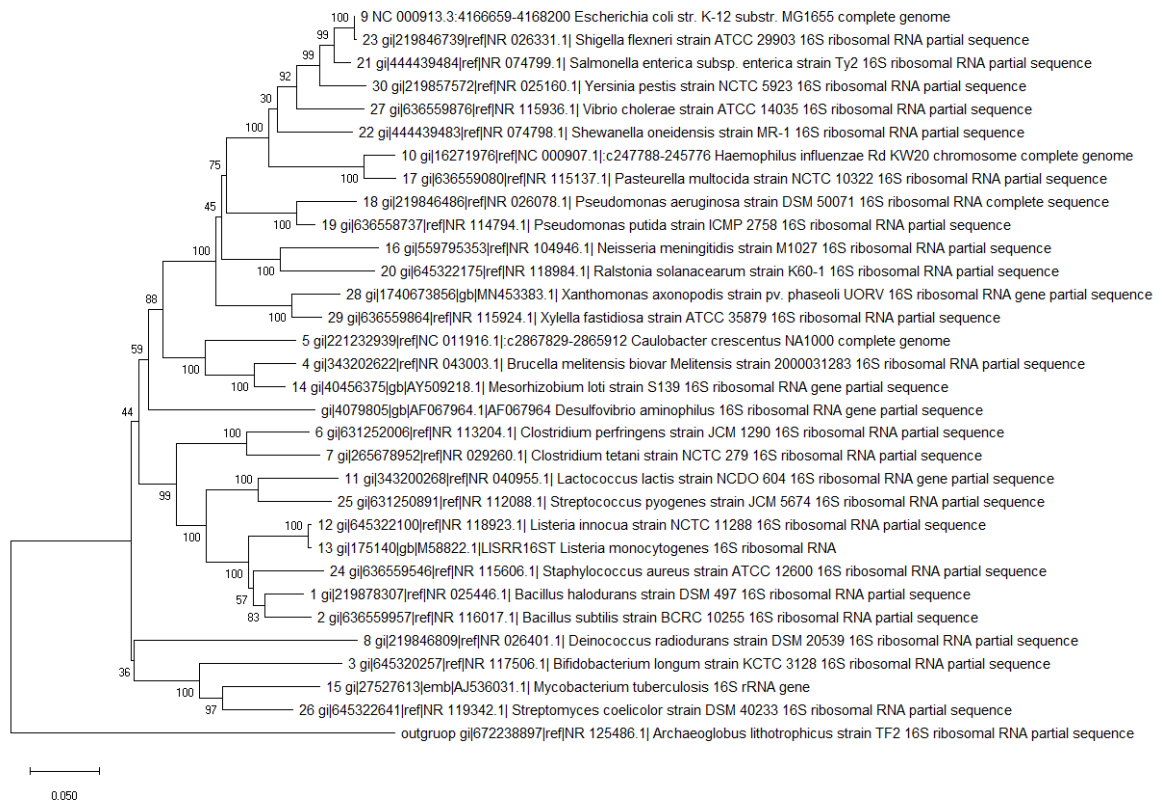 100 9 NC 000913.3:4166659-4168200 Escherichia coli str. K-12 substr. MG1655 complete genome
99 23 gi|219846739|ref|NR 026331.1| Shigella flexneri strain ATCC 29903 16S ribosomal RNA partial sequence
99 21 gi|444439484|ref|NR 074799.1| Salmonella enterica subsp. enterica strain Ty2 16S ribosomal RNA partial sequence
92 30 gi|219857572|ref|NR 025160.1| Yersinia pestis strain NCTC 5923 16S ribosomal RNA partial sequence
30 27 gi|636559876|ref|NR 115936.1| Vibrio cholerae strain ATCC 14035 16S ribosomal RNA partial sequence
100 22 gi|444439483|ref|NR 074798.1| Shewanella oneidensis strain MR-1 16S ribosomal RNA partial sequence
10 gi|16271976|ref|NC 000907.1|:c247788-245776 Haemophilus influenzae Rd KW20 chromosome complete genome
75 100 17 gi|636559080|ref|NR 115137.1| Pasteurella multocida strain NCTC 10322 16S ribosomal RNA partial sequence
18 gi|219846486|ref|NR 026078.1| Pseudomonas aeruginosa DSM 50071 16S ribosomal RNA complete sequence
45 100 19 gi|636558737|ref|NR 114794.1| Pseudomonas putida strain ICMP 2758 16S ribosomal RNA partial sequence
100 16 gi|559795353|ref|NR 104946.1| Neisseria meningitidis strain M1027 16S ribosomal RNA partial sequence
100 20 gi|645322175|ref|NR 118984.1| Ralstonia solanacearum strain K60-1 16S ribosomal RNA partial sequence
88 28 gi|1740673856|gb|MN453383.1| Xanthomonas axonopodis strain pv. phaseoli UORV 16S ribosomal RNA gene partial sequence
100 29 gi|636559864|ref|NR 115924.1| Xylella fastidiosa strain ATCC 35879 16S ribosomal RNA partial sequence
59 5 gi|221232939|ref|NC 011916.1|:c2867829-2865912 Caulobacter crescentus NA1000 complete genome
100 4 gi|343202622|ref|NR 043003.1| Brucella melitensis biovar Melitensis strain 2000031283 16S ribosomal RNA partial sequence
100 14 gi|40456375|gb|AY509218.1| Mesorhizobium loti strain S139 16S ribosomal RNA gene partial sequence
44 gi|4079805|gb|AF067964.1|AF067964 Desulfovibrio aminophilus 16S ribosomal RNA gene partial sequence
100 6 gi|631252006|ref|NR 113204.1| Clostridium perfringens strain JCM 1290 16S ribosomal RNA partial sequence
7 gi|265678952|ref|NR 029260.1| Clostridium tetani strain NCTC 279 16S ribosomal RNA partial sequence
99 100 11 gi|343200268|ref|NR 040955.1| Lactococcus lactis strain NCDO 604 16S ribosomal RNA gene partial sequence
25 gi|631250891|ref|NR 112088.1| Streptococcus pyogenes strain JCM 5674 16S ribosomal RNA partial sequence
100 100 12 gi|645322100|ref|NR 118923.1| Listeria innocua strain NCTC 11288 16S ribosomal RNA partial sequence
13 gi|175140|gb|M58822.1|LISRR16ST Listeria monocytogenes 16S ribosomal RNA
100 24 gi|636559546|ref|NR 115606.1| Staphylococcus aureus strain ATCC 12600 16S ribosomal RNA partial sequence
57 1 gi|219878307|ref|NR 025446.1| Bacillus halodurans strain DSM 497 16S ribosomal RNA partial sequence
83 2 gi|636559957|ref|NR 116017.1| Bacillus subtilis strain BCRC 10255 16S ribosomal RNA partial sequence
8 gi|219846809|ref|NR 026401.1| Deinococcus radiodurans strain DSM 20539 16S ribosomal RNA partial sequence
36 3 gi|645320257|ref|NR 117506.1| Bifidobacterium longum strain KCTC 3128 16S ribosomal RNA partial sequence
100 15 gi|27527613|emb|AJ536031.1| Mycobacterium tuberculosis 16S rRNA gene
97 26 gi|645322641|ref|NR 119342.1| Streptomyces coelicolor strain DSM 40233 16S ribosomal RNA partial sequence
outgruop gi|672238897|ref|NR 125486.1| Archaeoglobus lithotrophicus strain TF2 16S ribosomal RNA partial sequence
0.050